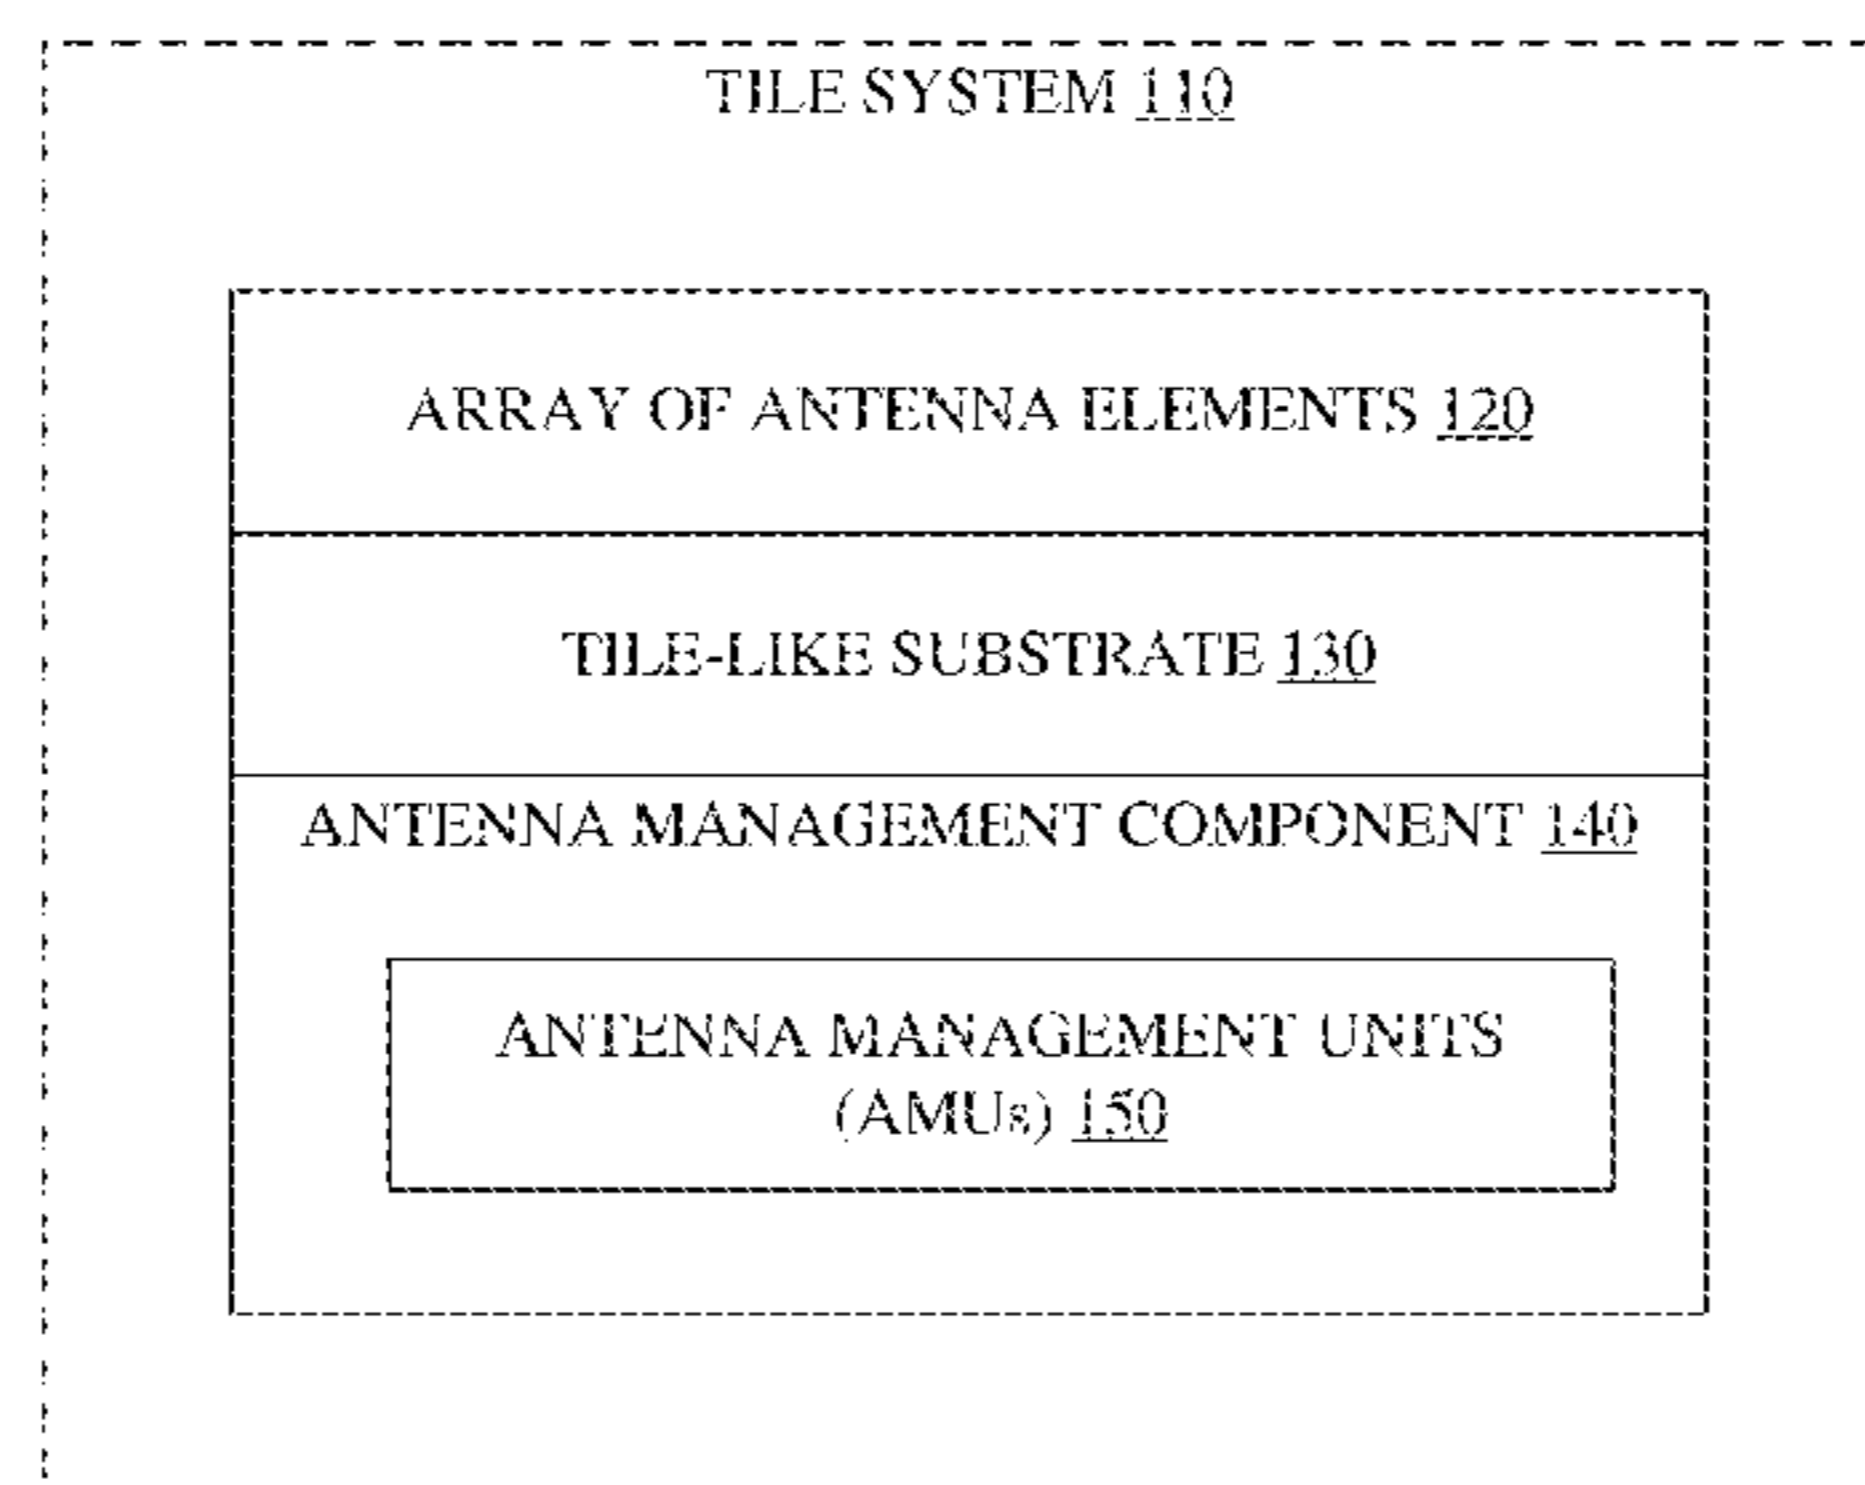 TILE SYSTEM 110
ARRAY OF ANTENNA ELEMENTS 120
TILE-LIKE SUBSTRATE 130
ANTENNA MANAGEMENT COMPONENT 140
ANTENNA MANAGEMENT UNITS
(AMUs) 150